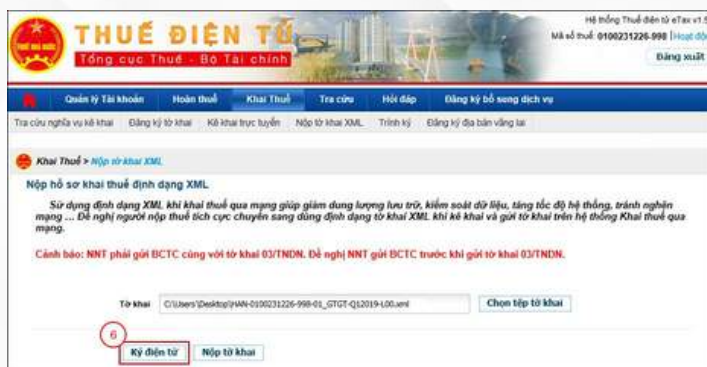 THUẾ NHÀ NƯỚC
THUẾ ĐIỆN TỬ
Tổng cục Thuế - Bộ Tài chính
Hệ thống Thuế điện tử eTax v1.5
Mã số thuế: 0100231226-998 | Hoạt độn
Đăng xuất
Quản lý Tài khoản Hoàn thuế Khai Thuế Tra cứu Hỏi đáp Đăng ký bổ sung dịch vụ
Tra cứu nghĩa vụ kê khai Đăng ký tờ khai Kê khai trực tuyến Nộp tờ khai XML Trình ký Đăng ký địa bàn vãng lai
Khai Thuế > Nộp tờ khai XML
Nộp hồ sơ khai thuế định dạng XML
Sử dụng định dạng XML khi khai thuế qua mạng giúp giảm dung lượng lưu trữ, kiểm soát dữ liệu, tăng tốc độ hệ thống, tránh nghẽn
mạng ... Đề nghị người nộp thuế tích cực chuyển sang dùng định dạng tờ khai XML khi kê khai và gửi tờ khai trên hệ thống Khai thuế qua
mạng.
Cảnh báo: NNT phải gửi BCTC cùng với tờ khai 03/TNDN. Đề nghị NNT gửi BCTC trước khi gửi tờ khai 03/TNDN.
Tờ khai C:\Users\Desktop\HAN-0100231226-998-01_GTGT-Q12019-L00.xml Chọn tệp tờ khai
6
Ký điện tử Nộp tờ khai